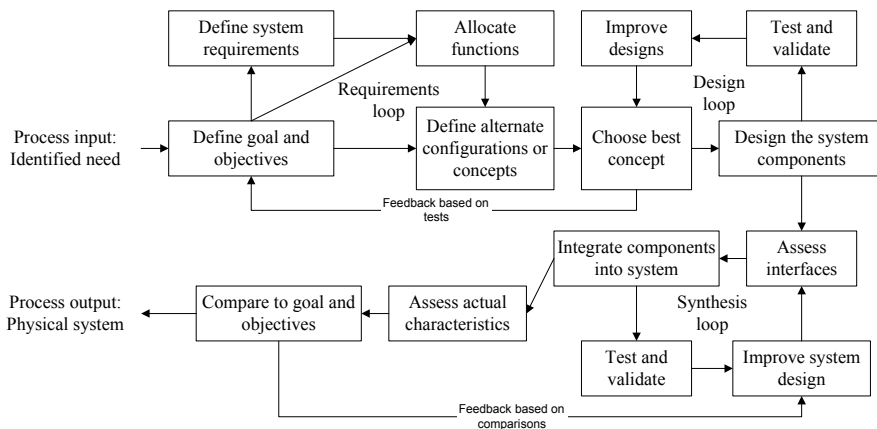 Define system
requirements
Allocate
functions
Improve
designs
Test and
validate
Requirements
loop
Design
loop
Process input:
Identified need
Define goal and
objectives
Define alternate
configurations or
concepts
Choose best
concept
Design the system
components
Feedback based on
tests
Integrate components
into system
Assess
interfaces
Process output:
Physical system
Compare to goal and
objectives
Assess actual
characteristics
Synthesis
loop
Test and
validate
Improve system
design
Feedback based on
comparisons